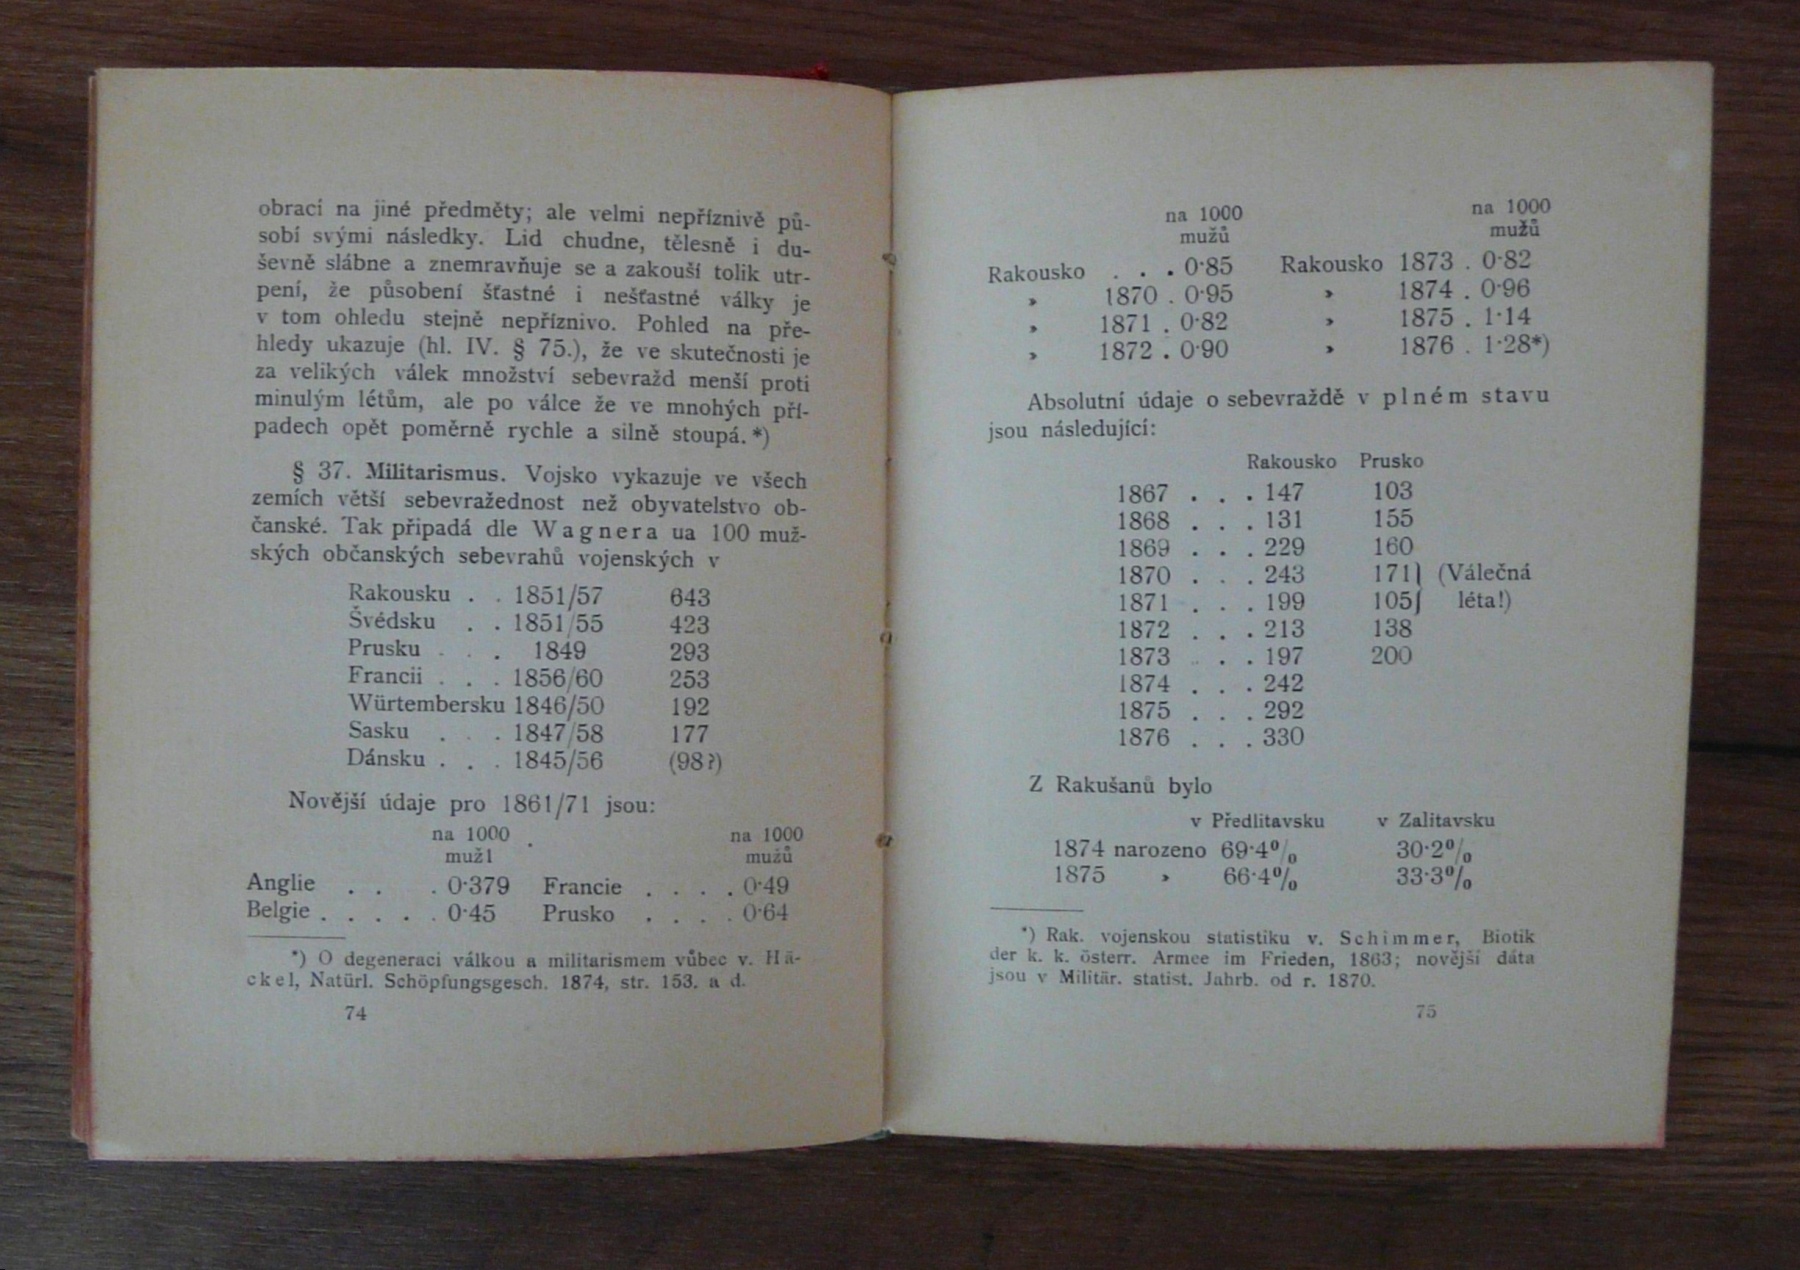 obrací na jiné předměty; ale velmi nepříznivě pů-
sobí svými následky. Lid chudne, tělesně i du-
ševně slábne a znemravňuje se a zakouší tolik utr-
pení, že působení šťastné i nešťastné války je
v tom ohledu stejně nepříznivo. Pohled na pře-
hledy ukazuje (hl. IV. § 75.), že ve skutečnosti je
za velikých válek množství sebevražd menší proti
minulým létům, ale po válce že ve mnohých pří-
padech opět poměrně rychle a silně stoupá.*)
§ 37. Militarismus. Vojsko vykazuje ve všech
zemích větší sebevražednost než obyvatelstvo ob-
čanské. Tak připadá dle Wagnera ua 100 muž-
ských občanských sebevrahů vojenských v
Rakousku . . 1851/57 643
Švédsku . . 1851/55 423
Prusku . . . 1849 293
Francii . . . 1856/60 253
Würtembersku 1846/50 192
Sasku . . . 1847/58 177
Dánsku . . . 1845/56 (98?)
Novější údaje pro 1861/71 jsou:
na 1000 na 1000
mužů mužů
Anglie . . . 0·379 Francie . . . . 0·49
Belgie . . . . . 0·45 Prusko . . . . 0·64
*) O degeneraci válkou a militarismem vůbec v. Hä-
ckel, Natürl. Schöpfungsgesch. 1874, str. 153. a d.
74
na 1000 na 1000
mužů mužů
Rakousko . . . 0·85 Rakousko 1873 . 0·82
» 1870 . 0·95 » 1874 . 0·96
» 1871 . 0·82 » 1875 . 1·14
» 1872 . 0·90 » 1876 . 1·28*)
Absolutní údaje o sebevraždě v plném stavu
jsou následující:
Rakousko Prusko
1867 . . . 147 103
1868 . . . 131 155
1869 . . . 229 160
1870 . . . 243 171} (Válečná
1871 . . . 199 105} léta!)
1872 . . . 213 138
1873 . . . 197 200
1874 . . . 242
1875 . . . 292
1876 . . . 330
Z Rakušanů bylo
v Předlitavsku v Zalitavsku
1874 narozeno 69·4% 30·2%
1875 » 66·4% 33·3%
*) Rak. vojenskou statistiku v. Schimmer, Biotik
der k. k. österr. Armee im Frieden, 1863; novější dáta
jsou v Militär. statist. Jahrb. od r. 1870.
75